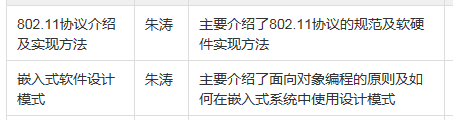 802.11协议介绍
及实现方法
朱涛
主要介绍了802.11协议的规范及软硬
件实现方法
嵌入式软件设计
模式
朱涛
主要介绍了面向对象编程的原则及如
何在嵌入式系统中使用设计模式